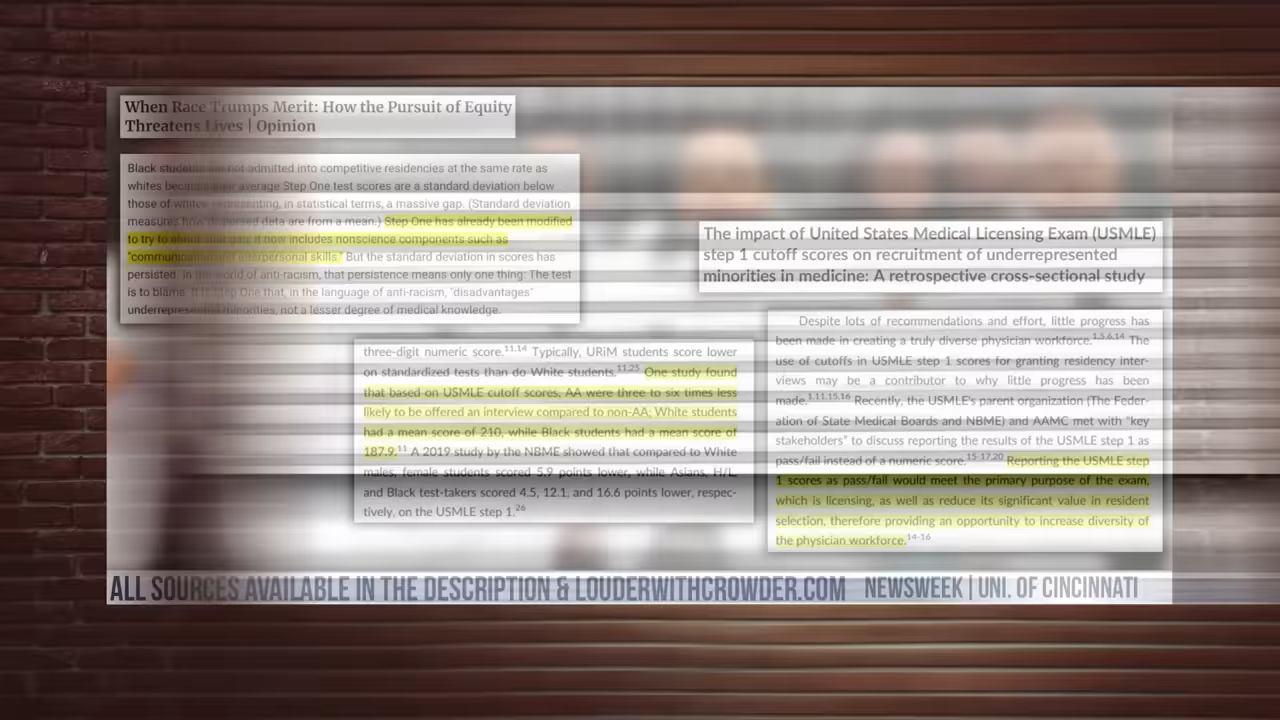 When Race Trumps Merit: How the Pursuit of Equity
Threatens Lives | Opinion
Black students are not admitted into competitive residencies at the same rate as
whites because their average Step One test scores are a standard deviation below
those of whites representing, in statistical terms, a massive gap. (Standard deviation
measures how dispersed data are from a mean.) Step One has already been modified
to try to that gap; it now includes nonscience components such as
"communication and interpersonal skills." But the standard deviation in scores has
persisted. In the world of anti-racism, that persistence means only one thing: The test
is to blame. It is Step One that, in the language of anti-racism, "disadvantages"
underrepresented minorities, not a lesser degree of medical knowledge.
The impact of United States Medical Licensing Exam (USMLE)
step 1 cutoff scores on recruitment of underrepresented
minorities in medicine: A retrospective cross-sectional study
three-digit numeric score.11,14 Typically, URiM students score lower
on standardized tests than do White students.11,25 One study found
that based on USMLE cutoff scores, AA were three to six times less
likely to be offered an interview compared to non-AA; White students
had a mean score of 210, while Black students had a mean score of
187.9.11 A 2019 study by the NBME showed that compared to White
males, female students scored 5.9 points lower, while Asians, H/L,
and Black test-takers scored 4.5, 12.1, and 16.6 points lower, respec-
tively, on the USMLE step 1.26
Despite lots of recommendations and effort, little progress has
been made in creating a truly diverse physician workforce.1,5,6,14 The
use of cutoffs in USMLE step 1 scores for granting residency inter-
views may be a contributor to why little progress has been
made.1,11,15,16 Recently, the USMLE's parent organization (The Feder-
ation of State Medical Boards and NBME) and AAMC met with "key
stakeholders" to discuss reporting the results of the USMLE step 1 as
pass/fail instead of a numeric score.15-17,20 Reporting the USMLE step
1 scores as pass/fail would meet the primary purpose of the exam,
which is licensing, as well as reduce its significant value in resident
selection, therefore providing an opportunity to increase diversity of
the physician workforce.14-16
ALL SOURCES AVAILABLE IN THE DESCRIPTION & LOUDERWITHCROWDER.COM NEWSWEEK | UNI. OF CINCINNATI